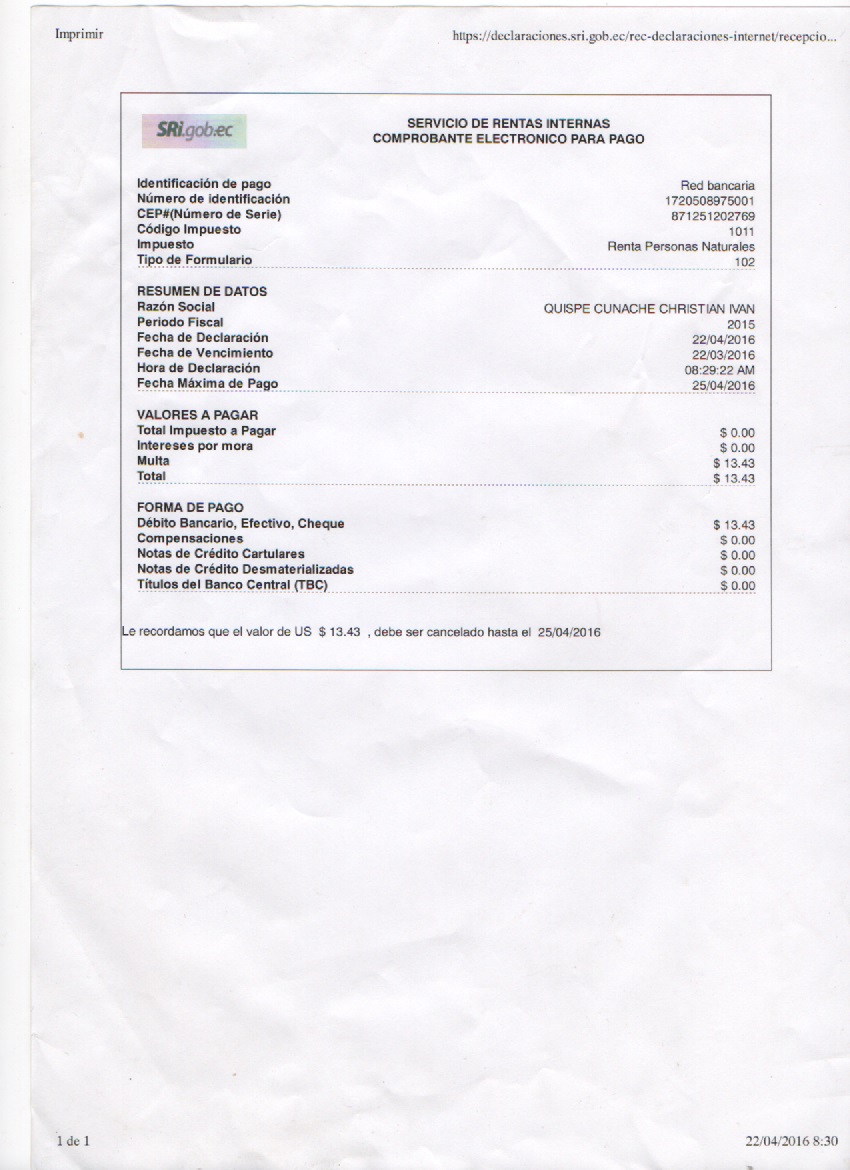 Imprimir https://declaraciones.sri.gob.ec/rec-declaraciones-internet/recepcio...
SRi.gob.ec
SERVICIO DE RENTAS INTERNAS
COMPROBANTE ELECTRONICO PARA PAGO
Identificación de pago Red bancaria
Número de identificación 1720508975001
CEP#(Número de Serie) 871251202769
Código Impuesto 1011
Impuesto Renta Personas Naturales
Tipo de Formulario 102
RESUMEN DE DATOS
Razón Social QUISPE CUNACHE CHRISTIAN IVAN
Periodo Fiscal 2015
Fecha de Declaración 22/04/2016
Fecha de Vencimiento 22/03/2016
Hora de Declaración 08:29:22 AM
Fecha Máxima de Pago 25/04/2016
VALORES A PAGAR
Total Impuesto a Pagar $ 0.00
Intereses por mora $ 0.00
Multa $ 13.43
Total $ 13.43
FORMA DE PAGO
Débito Bancario, Efectivo, Cheque $ 13.43
Compensaciones $ 0.00
Notas de Crédito Cartulares $ 0.00
Notas de Crédito Desmaterializadas $ 0.00
Títulos del Banco Central (TBC) $ 0.00
Le recordamos que el valor de US $ 13.43 , debe ser cancelado hasta el 25/04/2016
1 de 1 22/04/2016 8:30